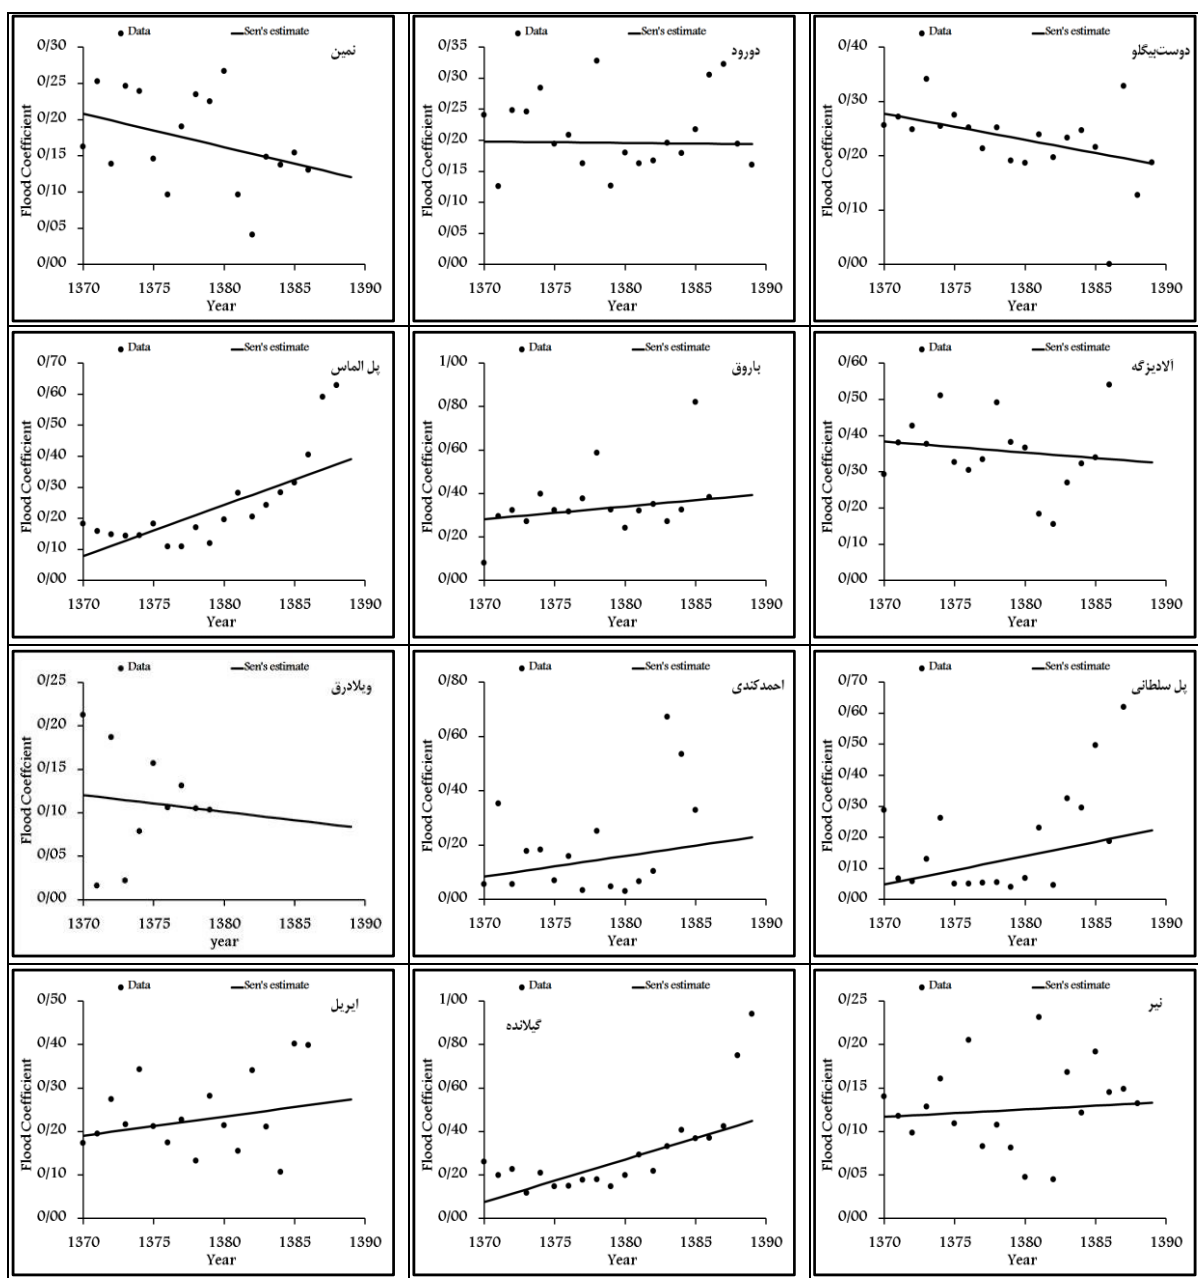 Data Sen's estimate
نمین
Flood Coefficient
0/30
0/25
0/20
0/15
0/10
0/05
0/00
1370 1375 1380 1385 1390
Year
Data Sen's estimate
دورود
Flood Coefficient
0/35
0/30
0/25
0/20
0/15
0/10
0/05
0/00
1370 1375 1380 1385 1390
Year
Data Sen's estimate
دوست‌بیگلو
Flood Coefficient
0/40
0/30
0/20
0/10
0/00
1370 1375 1380 1385 1390
Year
Data Sen's estimate
پل الماس
Flood Coefficient
0/70
0/60
0/50
0/40
0/30
0/20
0/10
0/00
1370 1375 1380 1385 1390
Year
Data Sen's estimate
باروق
Flood Coefficient
1/00
0/80
0/60
0/40
0/20
0/00
1370 1375 1380 1385 1390
Year
Data Sen's estimate
آلادیزگه
Flood Coefficient
0/60
0/50
0/40
0/30
0/20
0/10
0/00
1370 1375 1380 1385 1390
Year
Data Sen's estimate
ویلادرق
Flood Coefficient
0/25
0/20
0/15
0/10
0/05
0/00
1370 1375 1380 1385 1390
year
Data Sen's estimate
احمدکندی
Flood Coefficient
0/80
0/60
0/40
0/20
0/00
1370 1375 1380 1385 1390
Year
Data Sen's estimate
پل سلطانی
Flood Coefficient
0/70
0/60
0/50
0/40
0/30
0/20
0/10
0/00
1370 1375 1380 1385 1390
Year
Data Sen's estimate
ایریل
Flood Coefficient
0/50
0/40
0/30
0/20
0/10
0/00
1370 1375 1380 1385 1390
Year
Data Sen's estimate
گیلانده
Flood Coefficient
1/00
0/80
0/60
0/40
0/20
0/00
1370 1375 1380 1385 1390
Year
Data Sen's estimate
نیر
Flood Coefficient
0/25
0/20
0/15
0/10
0/05
0/00
1370 1375 1380 1385 1390
Year